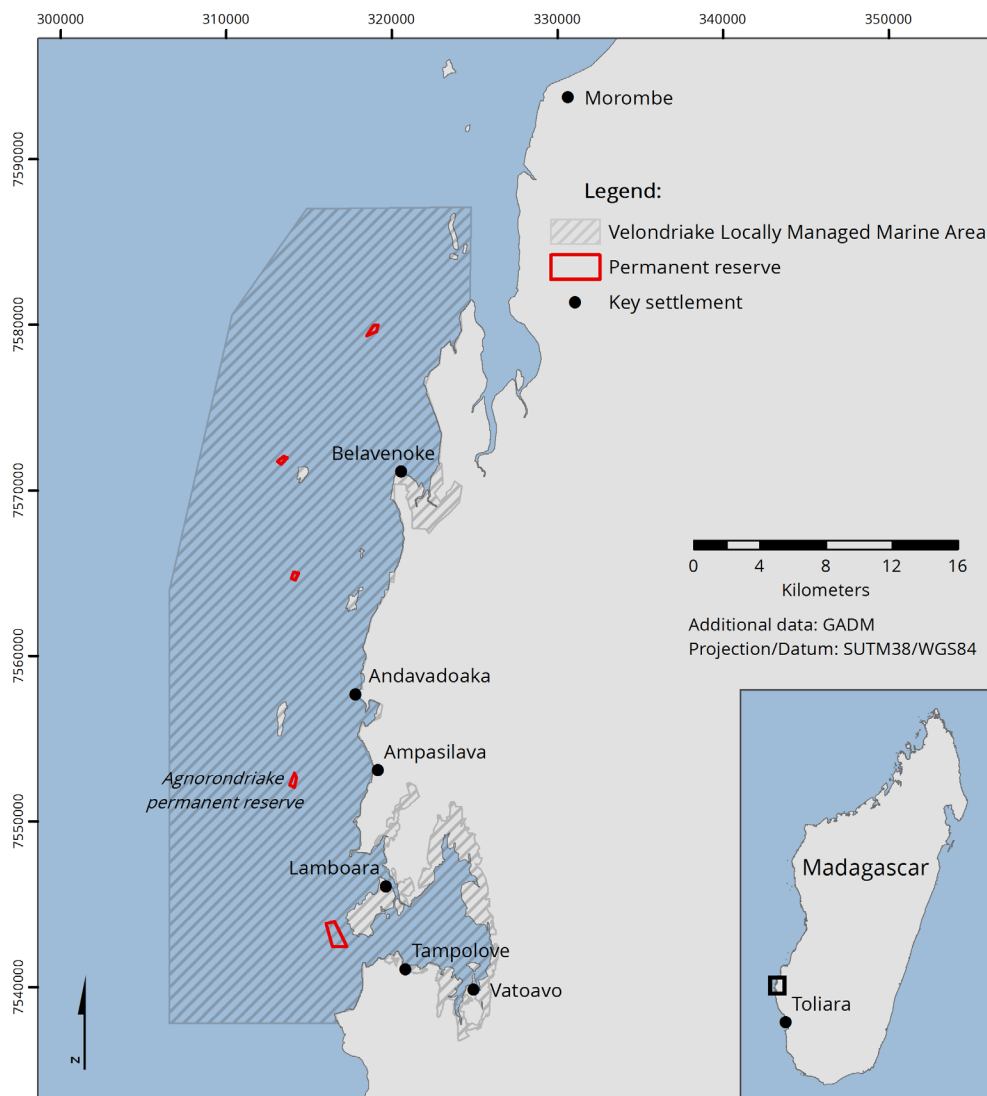 300000
310000
320000
330000
340000
350000
7590000
7580000
7570000
7560000
7550000
7540000
Morombe
Legend:
Velondriake Locally Managed Marine Area
Permanent reserve
Key settlement
Belavenoke
0 4 8 12 16
Kilometers
Additional data: GADM
Projection/Datum: SUTM38/WGS84
Andavadoaka
Ampasilava
Agnorondriake
permanent reserve
Lamboara
Tampolove
Vatoavo
Madagascar
Toliara
z